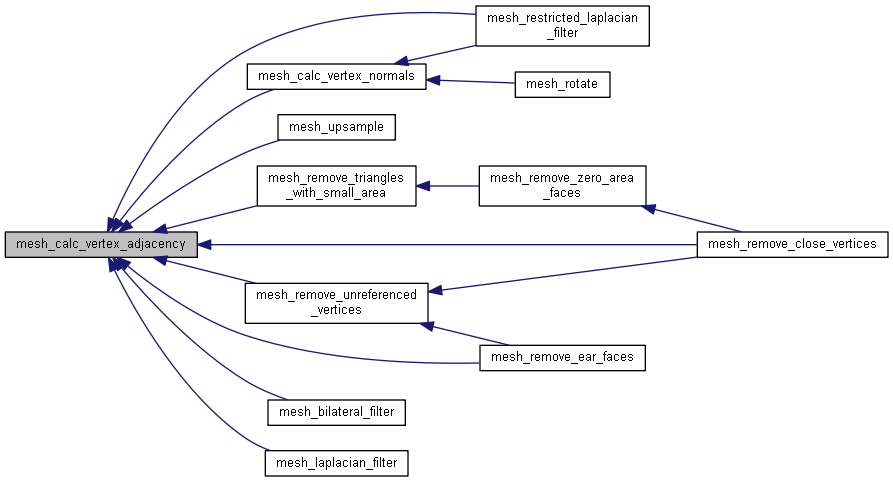 mesh_restricted_laplacian
_filter
mesh_calc_vertex_normals
mesh_rotate
mesh_upsample
mesh_remove_triangles
_with_small_area
mesh_remove_zero_area
_faces
mesh_calc_vertex_adjacency
mesh_remove_close_vertices
mesh_remove_unreferenced
_vertices
mesh_remove_ear_faces
mesh_bilateral_filter
mesh_laplacian_filter